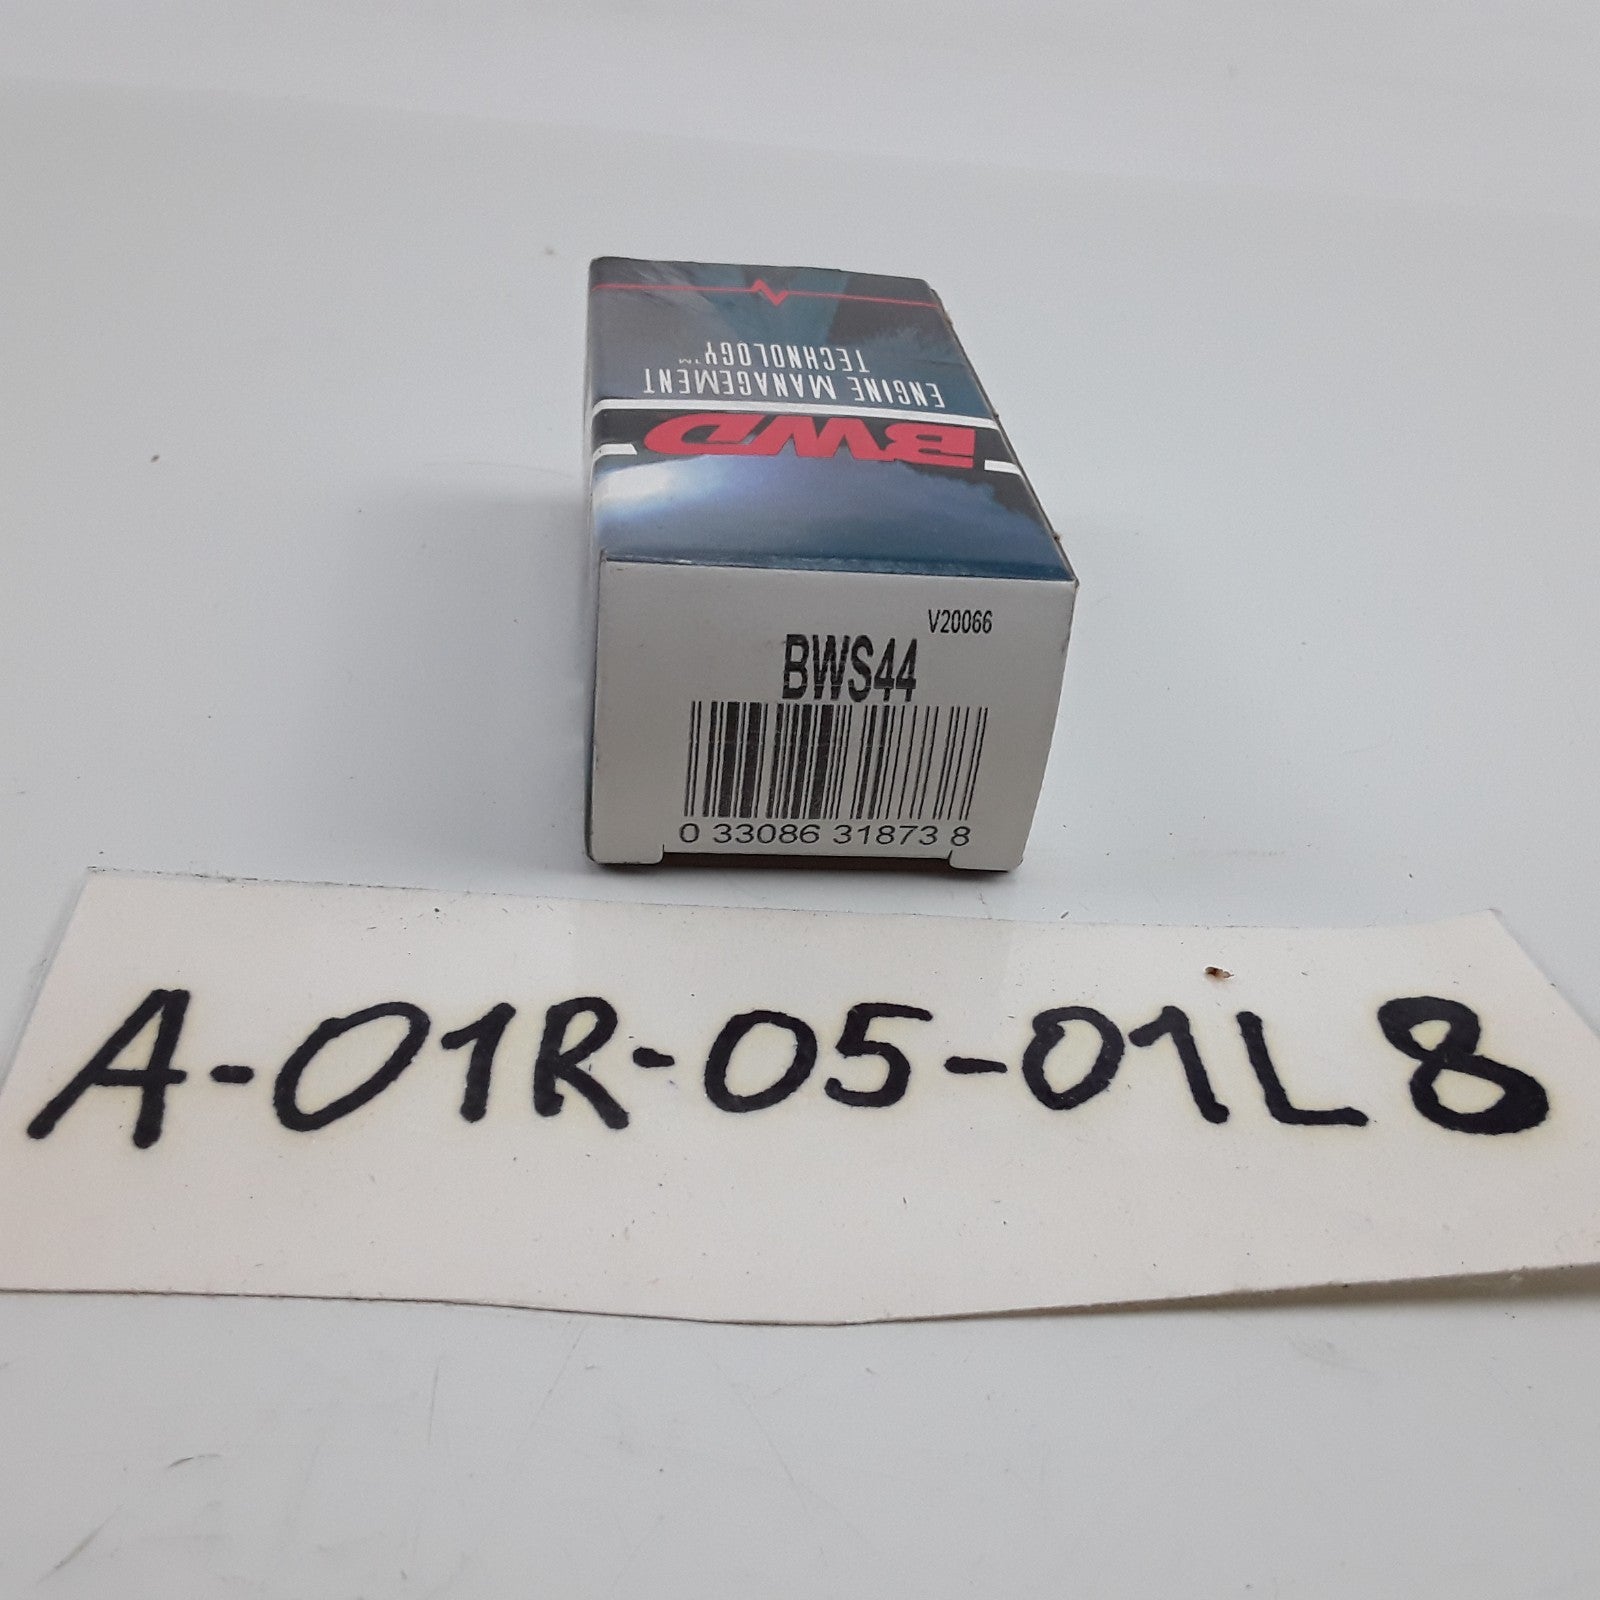 BWD
ENGINE MANAGEMENT
TECHNOLOGY™
V20066
BWS44
0 33086 31873 8
A-01R-05-01L8